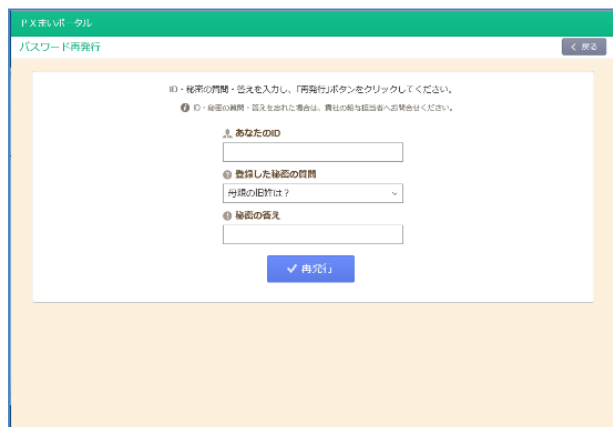 PXまいポータル
パスワード再発行
戻る
ID・秘密の質問・答えを入力し、「再発行」ボタンをクリックしてください。
ID・秘密の質問・答えを忘れた場合は、貴社の給与担当者へお問合せください。
あなたのID
登録した秘密の質問
母親の旧姓は？
秘密の答え
再発行